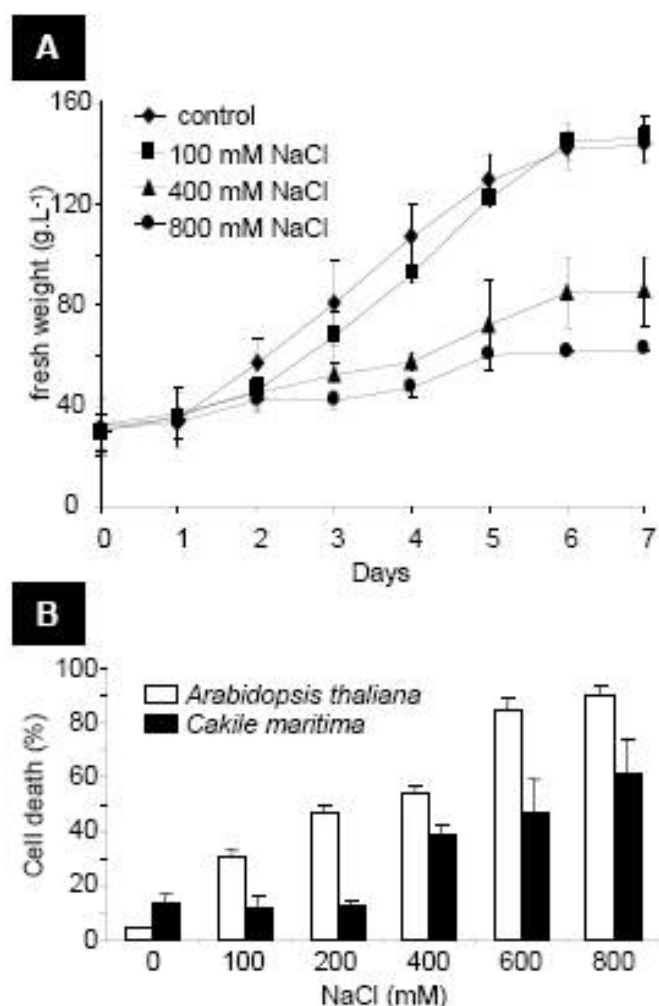 A
fresh weight (g.L-1)
160
120
80
40
0
control
100 mM NaCl
400 mM NaCl
800 mM NaCl
0 1 2 3 4 5 6 7
Days
B
Cell death (%)
100
80
60
40
20
0
Arabidopsis thaliana
Cakile maritima
0 100 200 400 600 800
NaCl (mM)